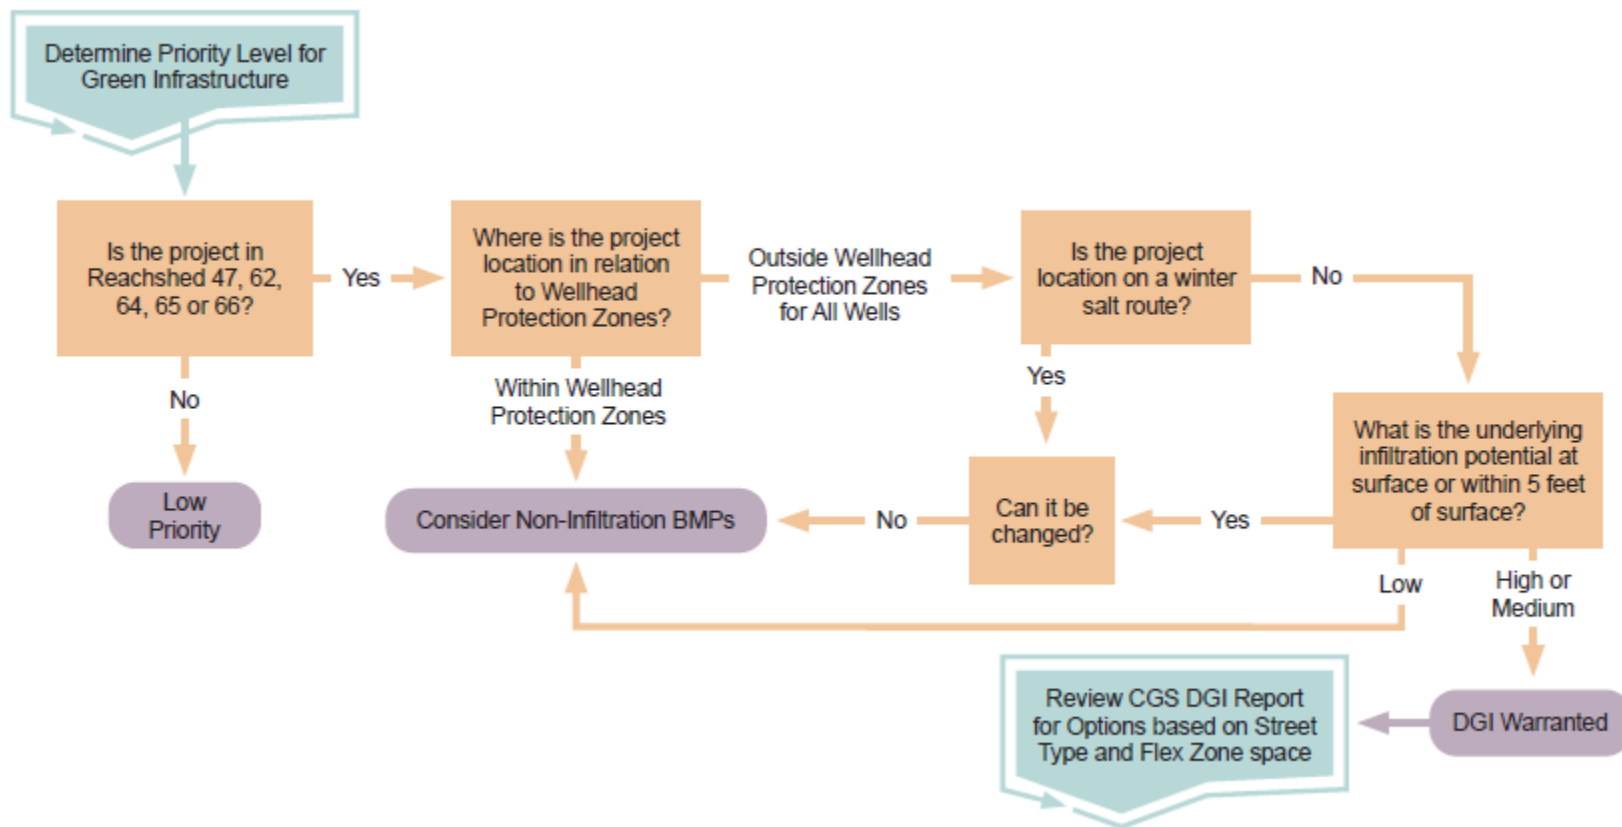 Determine Priority Level for
Green Infrastructure
Is the project in
Reachshed 47, 62,
64, 65 or 66?
Yes
Where is the project
location in relation
to Wellhead
Protection Zones?
Outside Wellhead
Protection Zones
for All Wells
Is the project
location on a winter
salt route?
No
No
Within Wellhead
Protection Zones
Yes
What is the underlying
infiltration potential at
surface or within 5 feet
of surface?
Low
Priority
Consider Non-Infiltration BMPs
No
Can it be
changed?
Yes
Low
High or
Medium
Review CGS DGI Report
for Options based on Street
Type and Flex Zone space
DGI Warranted